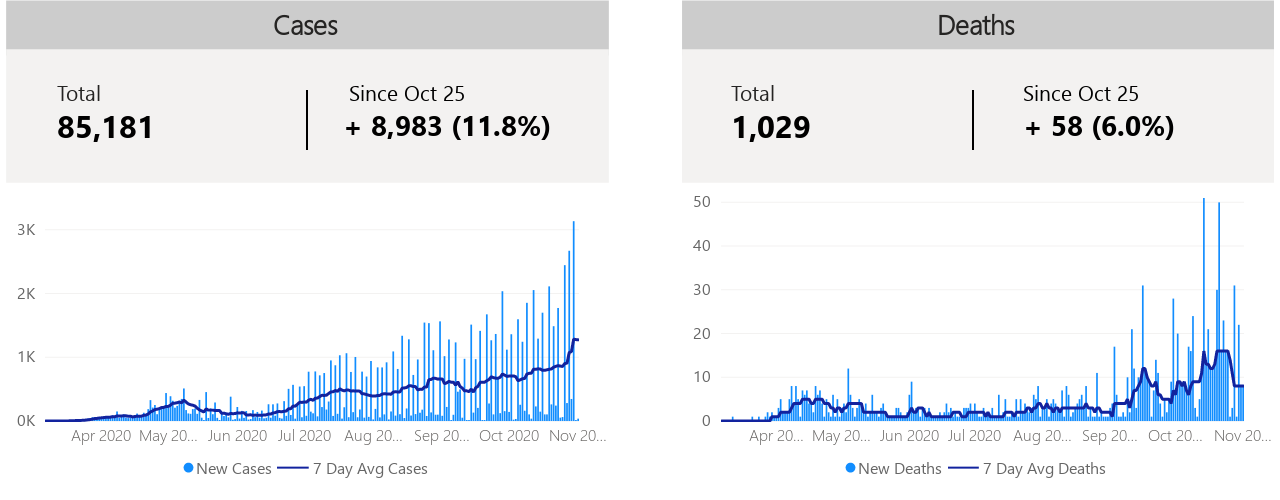 Cases
Total
85,181
Since Oct 25
+ 8,983 (11.8%)
3K
2K
1K
0K
Apr 2020 May 20... Jun 2020 Jul 2020 Aug 20... Sep 20... Oct 2020 Nov 20...
New Cases 7 Day Avg Cases
Deaths
Total
1,029
Since Oct 25
+ 58 (6.0%)
50
40
30
20
10
0
Apr 20... May 20... Jun 2020 Jul 2020 Aug 20... Sep 20... Oct 20... Nov 20...
New Deaths 7 Day Avg Deaths